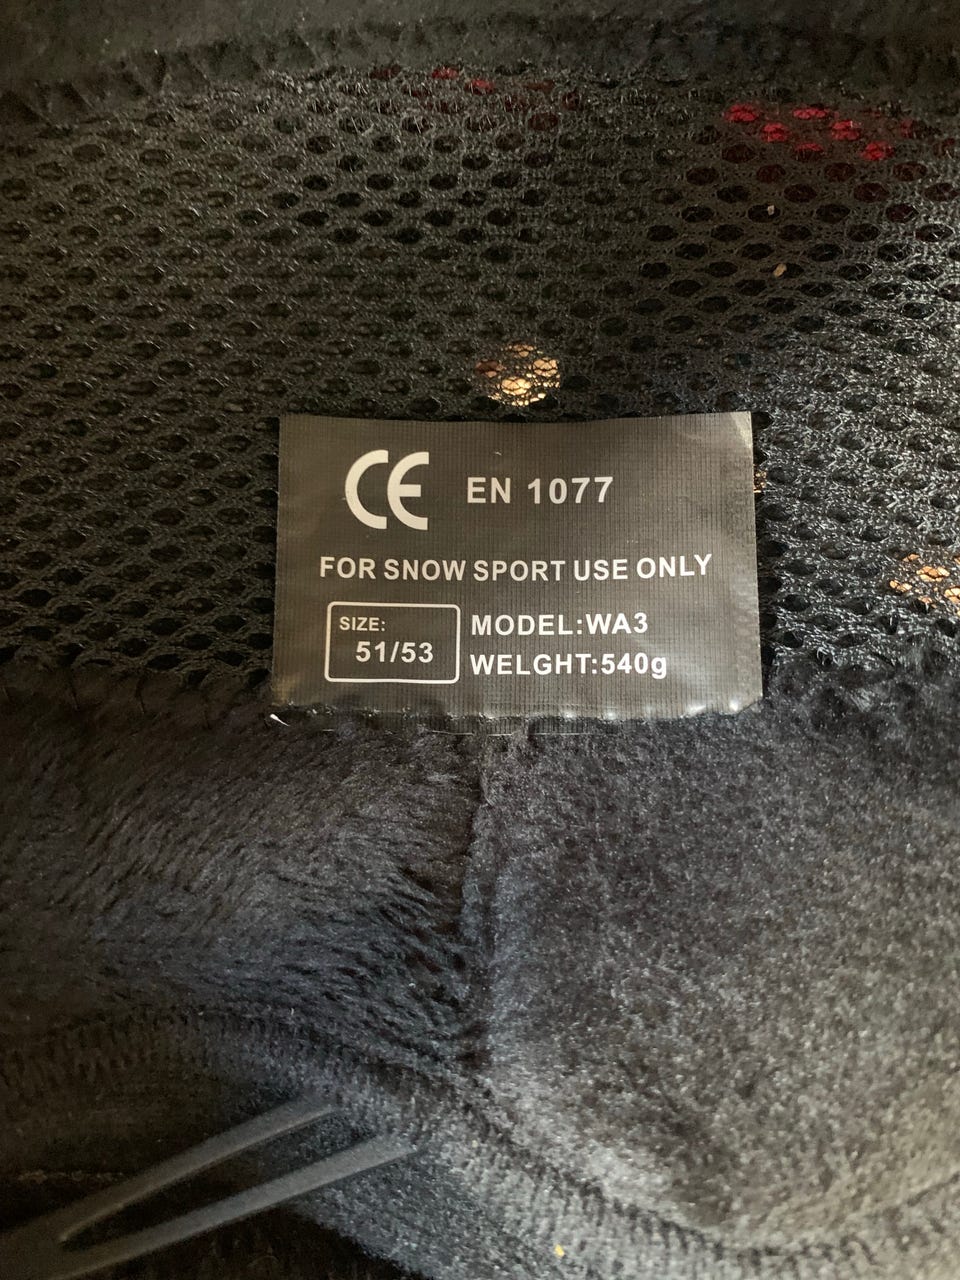 CE EN 1077
FOR SNOW SPORT USE ONLY
SIZE:
51/53
MODEL:WA3
WELGHT:540g